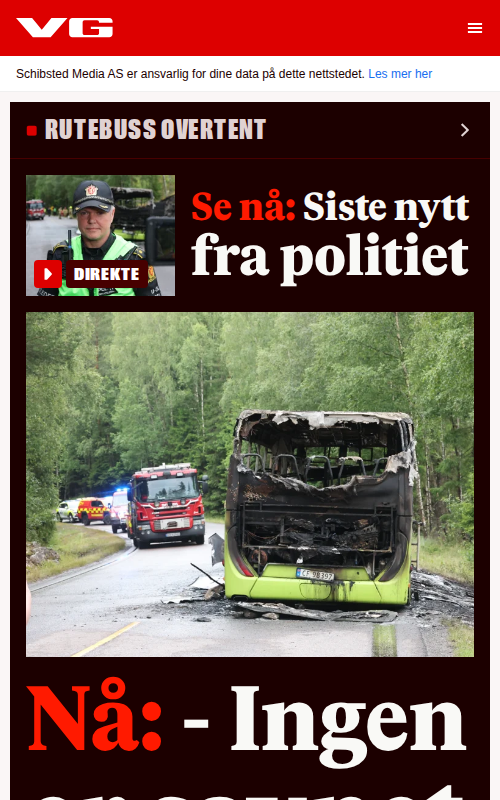 VG
Schibsted Media AS er ansvarlig for dine data på dette nettstedet. Les mer her
RUTEBUSS OVERTENT
DIREKTE
Se nå: Siste nytt
fra politiet
Nå: - Ingen